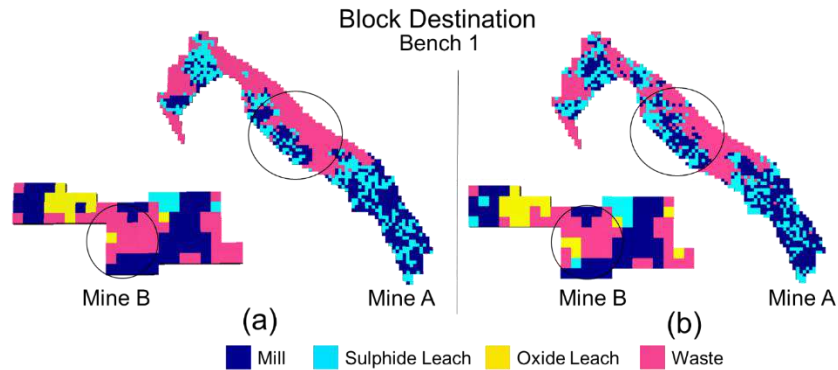 Block Destination
Bench 1
Mine B
Mine A
(a)
Mine B
Mine A
(b)
Mill
Sulphide Leach
Oxide Leach
Waste